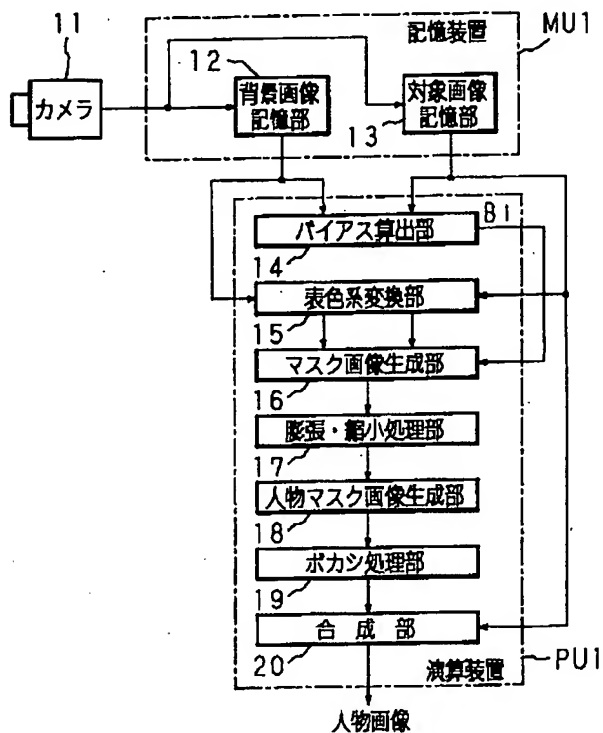 11
カメラ
記憶装置
MU1
12
背景画像
記憶部
対象画像
記憶部
13
Bi
バイアス算出部
14
表色系変換部
15
マスク画像生成部
16
膨張・縮小処理部
17
人物マスク画像生成部
18
ボカシ処理部
19
合成部
20
演算装置
PU1
人物画像